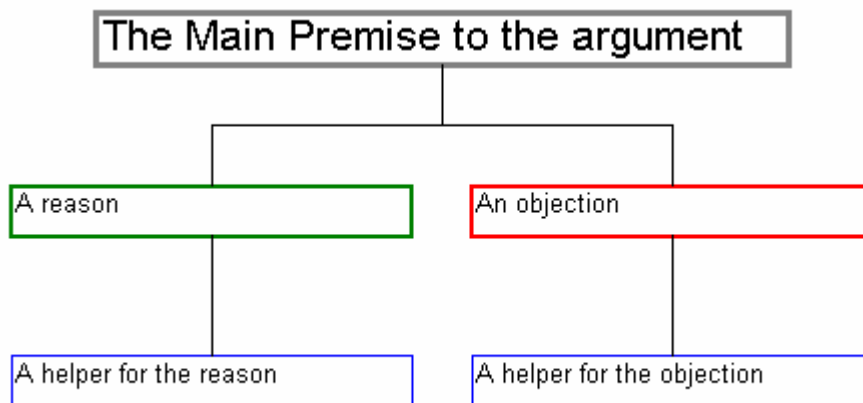 The Main Premise to the argument
A reason
An objection
A helper for the reason
A helper for the objection